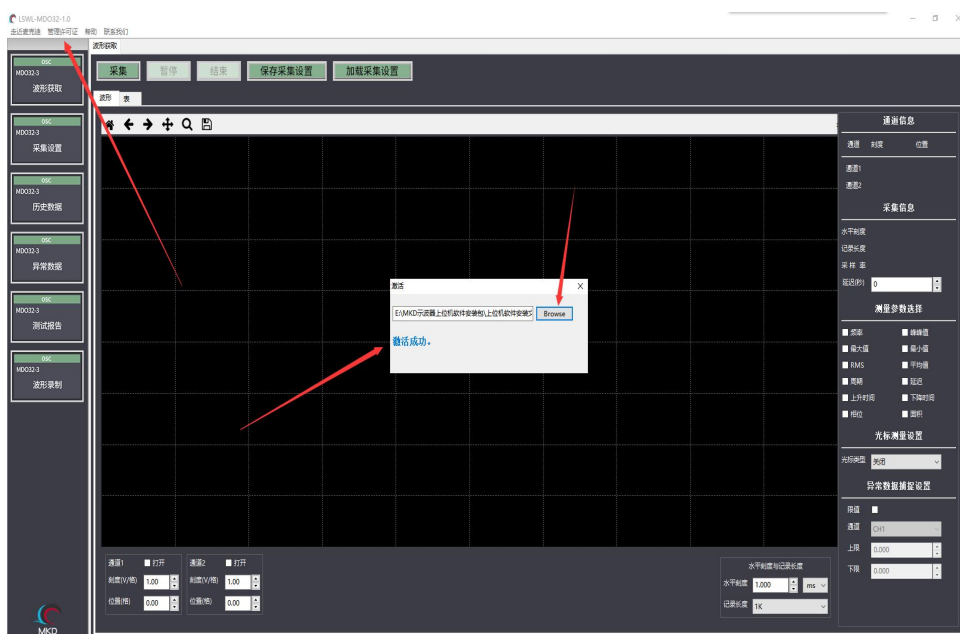 LSWL-MDO32-1.0
走近麦克迪 管理许可证 帮助 联系我们
波形获取
OSC
MDO32-3
波形获取
OSC
MDO32-3
采集设置
OSC
MDO32-3
历史数据
OSC
MDO32-3
异常数据
OSC
MDO32-3
测试报告
OSC
MDO32-3
波形录制
MKD
采集 暂停 结束 保存采集设置 加载采集设置
波形 表
激活 X
E:\MKD示波器上位机软件安装包\上位机软件安装 Browse
激活成功。
通道信息
通道 刻度 位置
通道1
通道2
采集信息
水平刻度
记录长度
采 样 率
延迟(秒) 0
测量参数选择
频率 峰峰值
最大值 最小值
RMS 平均值
周期 延迟
上升时间 下降时间
相位 面积
光标测量设置
光标类型 关闭
异常数据捕捉设置
限值
通道 CH1
上限 0.000
下限 0.000
通道1 打开 通道2 打开
刻度(V/格) 1.00 刻度(V/格) 1.00
位置(格) 0.00 位置(格) 0.00
水平刻度与记录长度
水平刻度 1.000 ms
记录长度 1K